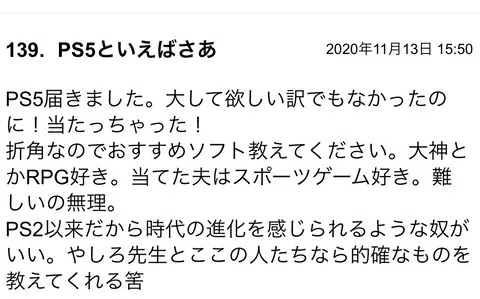 139.  PS5といえばさあ
2020年11月13日 15:50
PS5届きました。大して欲しい訳でもなかったの
に！当たっちゃった！
折角なのでおすすめソフト教えてください。大神と
かRPG好き。当てた夫はスポーツゲーム好き。難
しいの無理。
PS2以来だから時代の進化を感じられるような奴が
いい。やしろ先生とここの人たちなら的確なものを
教えてくれる筈